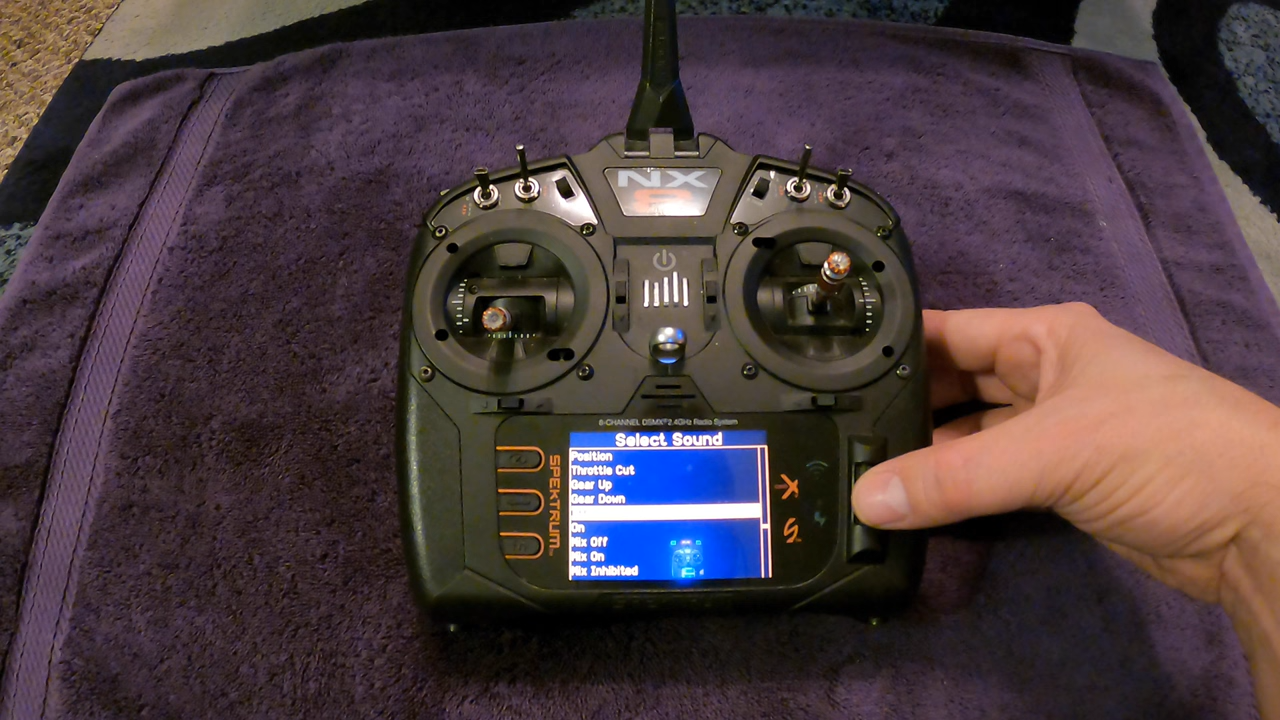 NX
6-CHANNEL DSMX® 2.4GHz Radio System
Select Sound
Position
Throttle Cut
Gear Up
Gear Down
On
Mix Off
Mix On
Mix Inhibited
SPEKTRUM